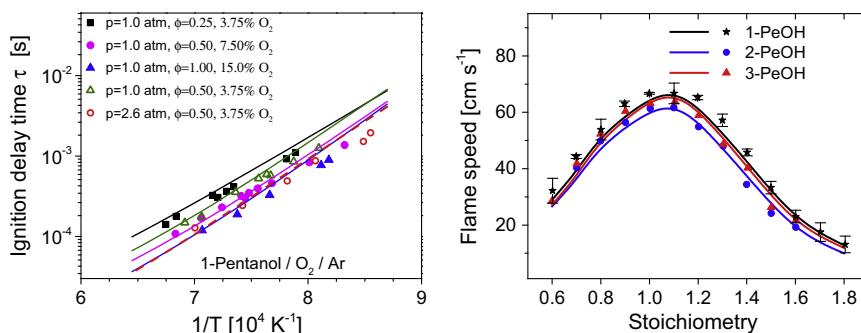 Ignition delay time τ [s]
10⁻²
10⁻³
10⁻⁴
p=1.0 atm, ϕ=0.25, 3.75% O₂
p=1.0 atm, ϕ=0.50, 7.50% O₂
p=1.0 atm, ϕ=1.00, 15.0% O₂
p=1.0 atm, ϕ=0.50, 3.75% O₂
p=2.6 atm, ϕ=0.50, 3.75% O₂
1-Pentanol / O₂ / Ar
6 7 8 9
1/T [10⁴ K⁻¹]
Flame speed [cm s⁻¹]
80
60
40
20
1-PeOH
2-PeOH
3-PeOH
0.6 0.8 1.0 1.2 1.4 1.6 1.8
Stoichiometry